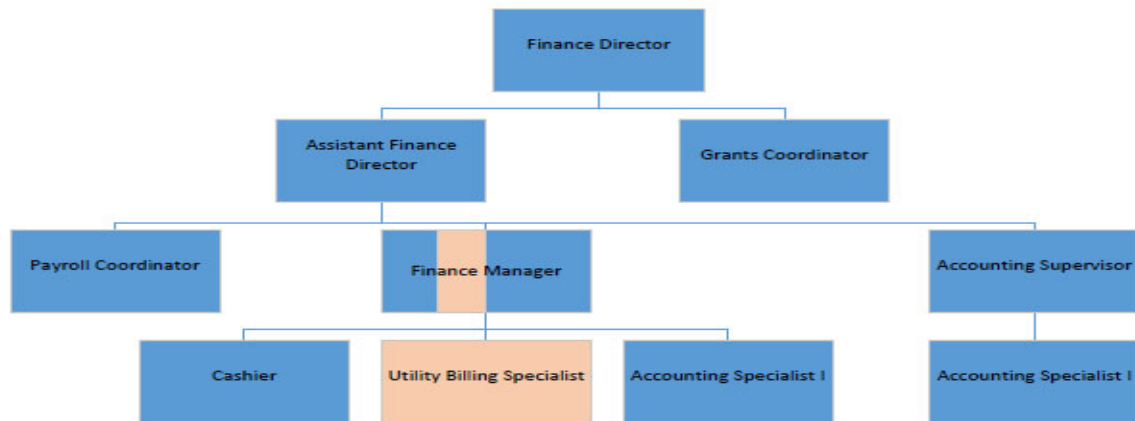 Finance Director
Assistant Finance
Director
Grants Coordinator
Payroll Coordinator
Finance Manager
Accounting Supervisor
Cashier
Utility Billing Specialist
Accounting Specialist I
Accounting Specialist I